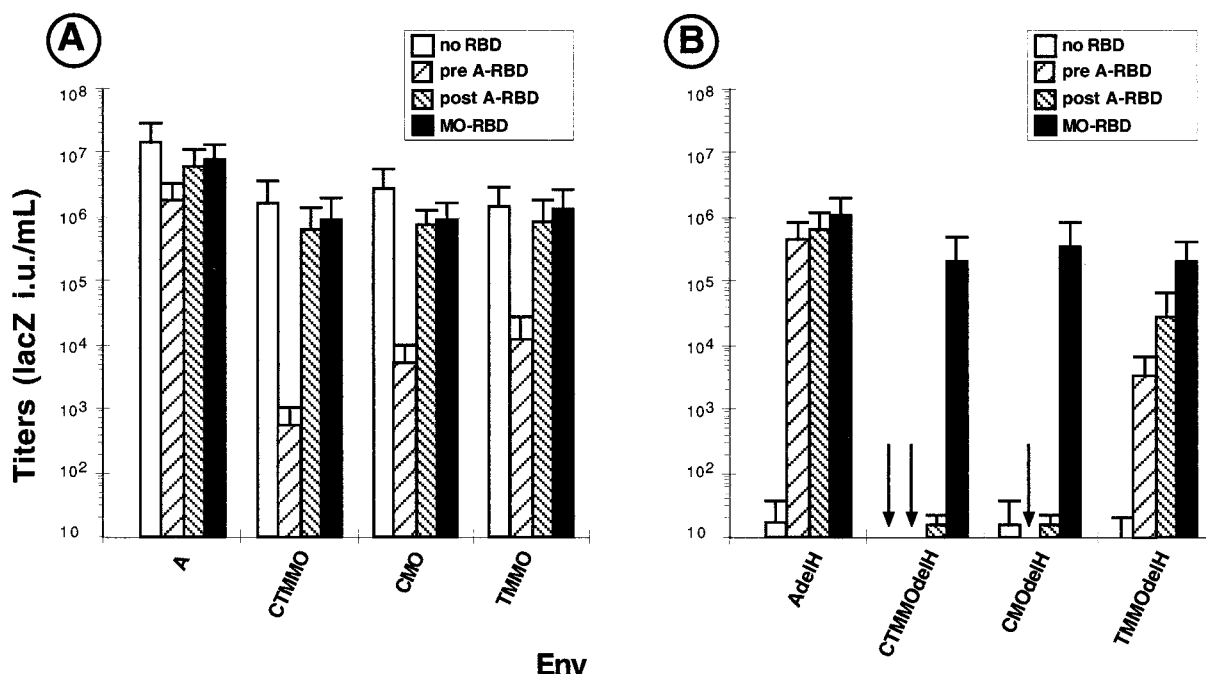 A
no RBD
pre A-RBD
post A-RBD
MO-RBD
Titers (lacZ i.u./mL)
10^8
10^7
10^6
10^5
10^4
10^3
10^2
10
A
CTMMO
CMO
TMMO
B
no RBD
pre A-RBD
post A-RBD
MO-RBD
10^8
10^7
10^6
10^5
10^4
10^3
10^2
10
AdelH
CTMMOdelH
CMOdelH
TMMOdelH
Env